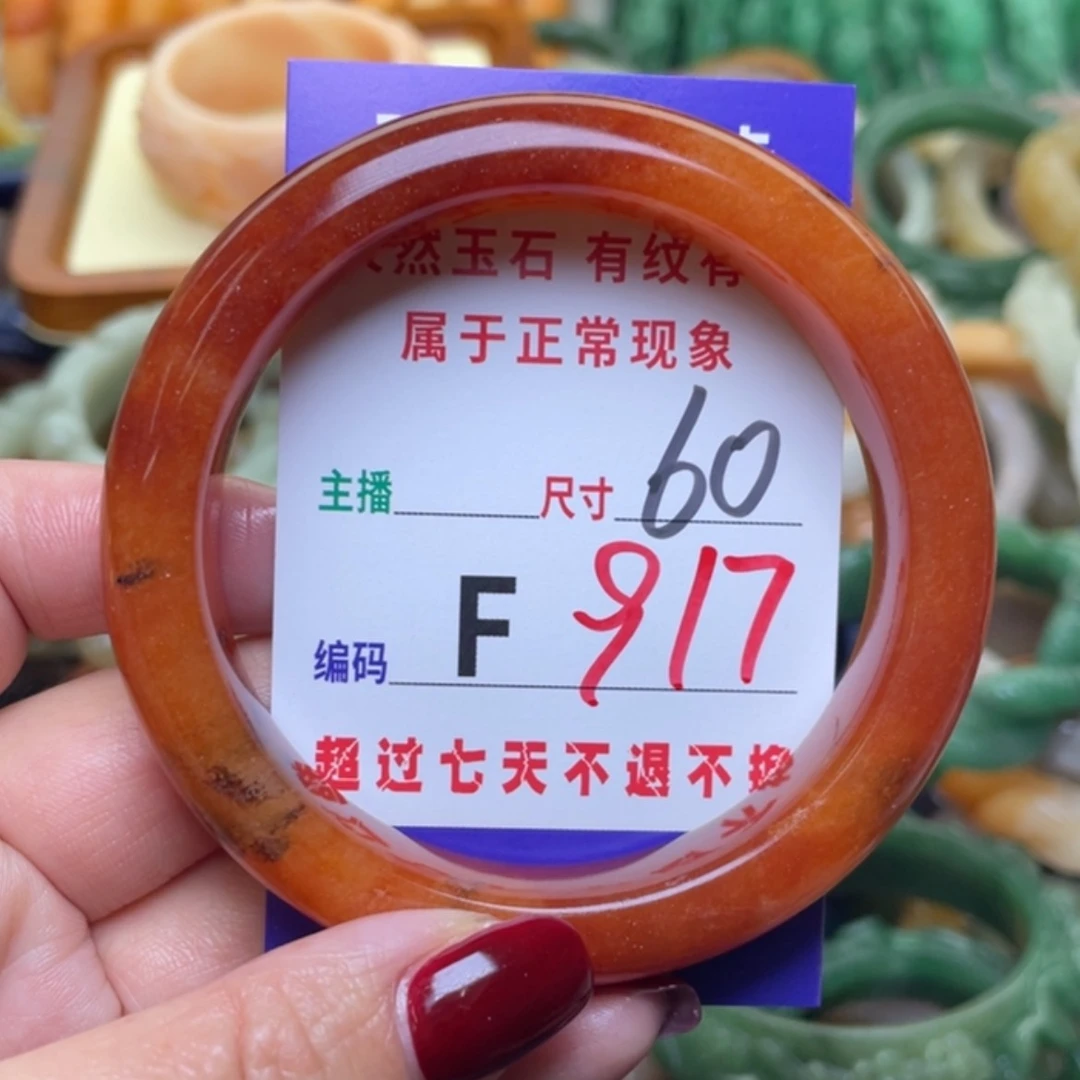 然玉石 有纹有
属于正常现象
主播 尺寸 60
编码 F 917
超过七天不退不换